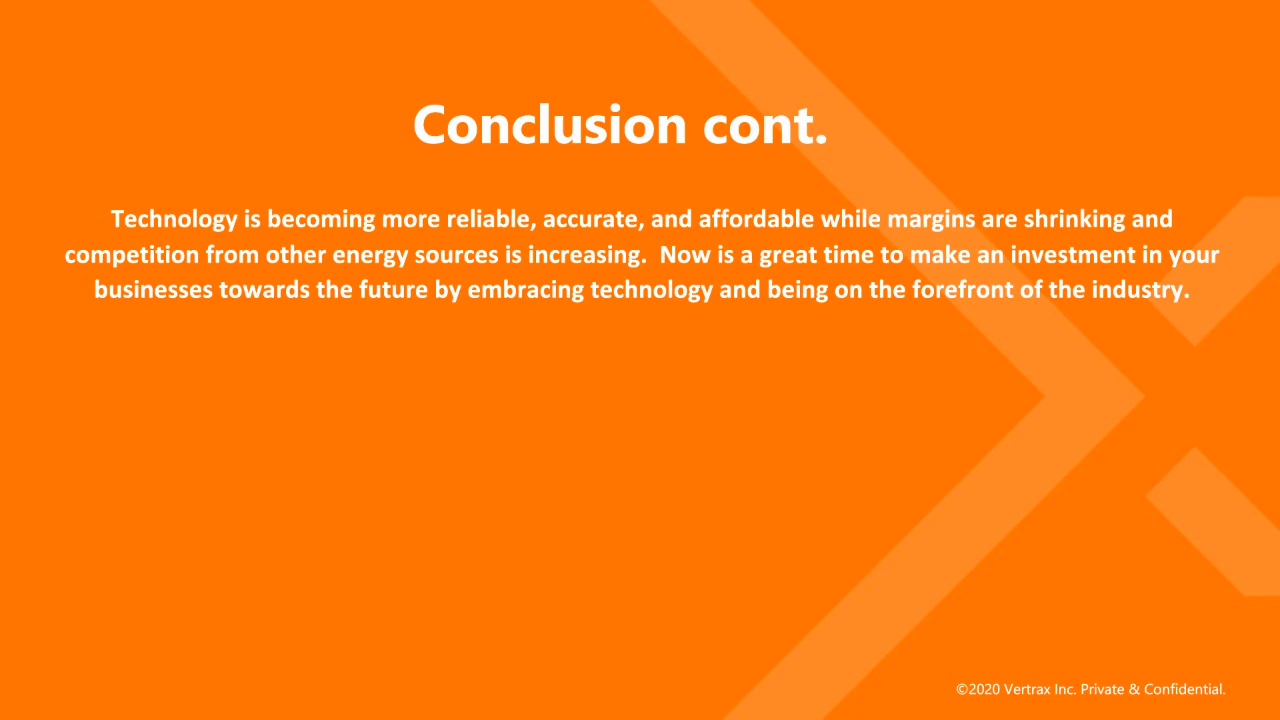 Conclusion cont.
Technology is becoming more reliable, accurate, and affordable while margins are shrinking and
competition from other energy sources is increasing.  Now is a great time to make an investment in your
businesses towards the future by embracing technology and being on the forefront of the industry.
©2020 Vertrax Inc. Private & Confidential.